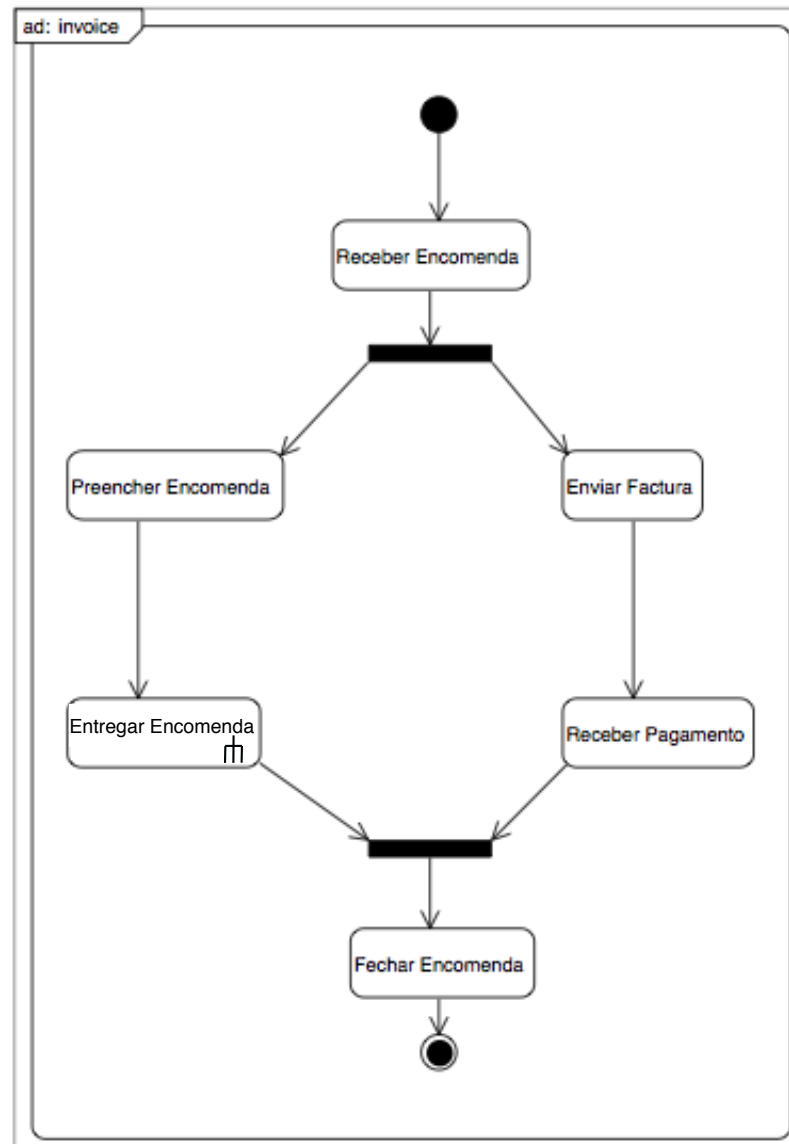 ad: invoice
Receber Encomenda
Preencher Encomenda
Enviar Factura
Entregar Encomenda
Receber Pagamento
Fechar Encomenda